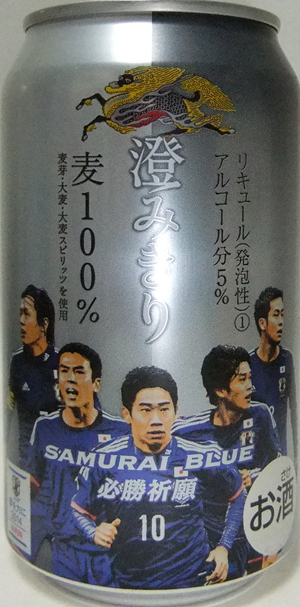 リキュール(発泡性)①
アルコール分5%
澄みきり
麦100%
麦芽・大麦・大麦スピリッツを使用
SAMURAI BLUE
必勝祈願
10
お酒